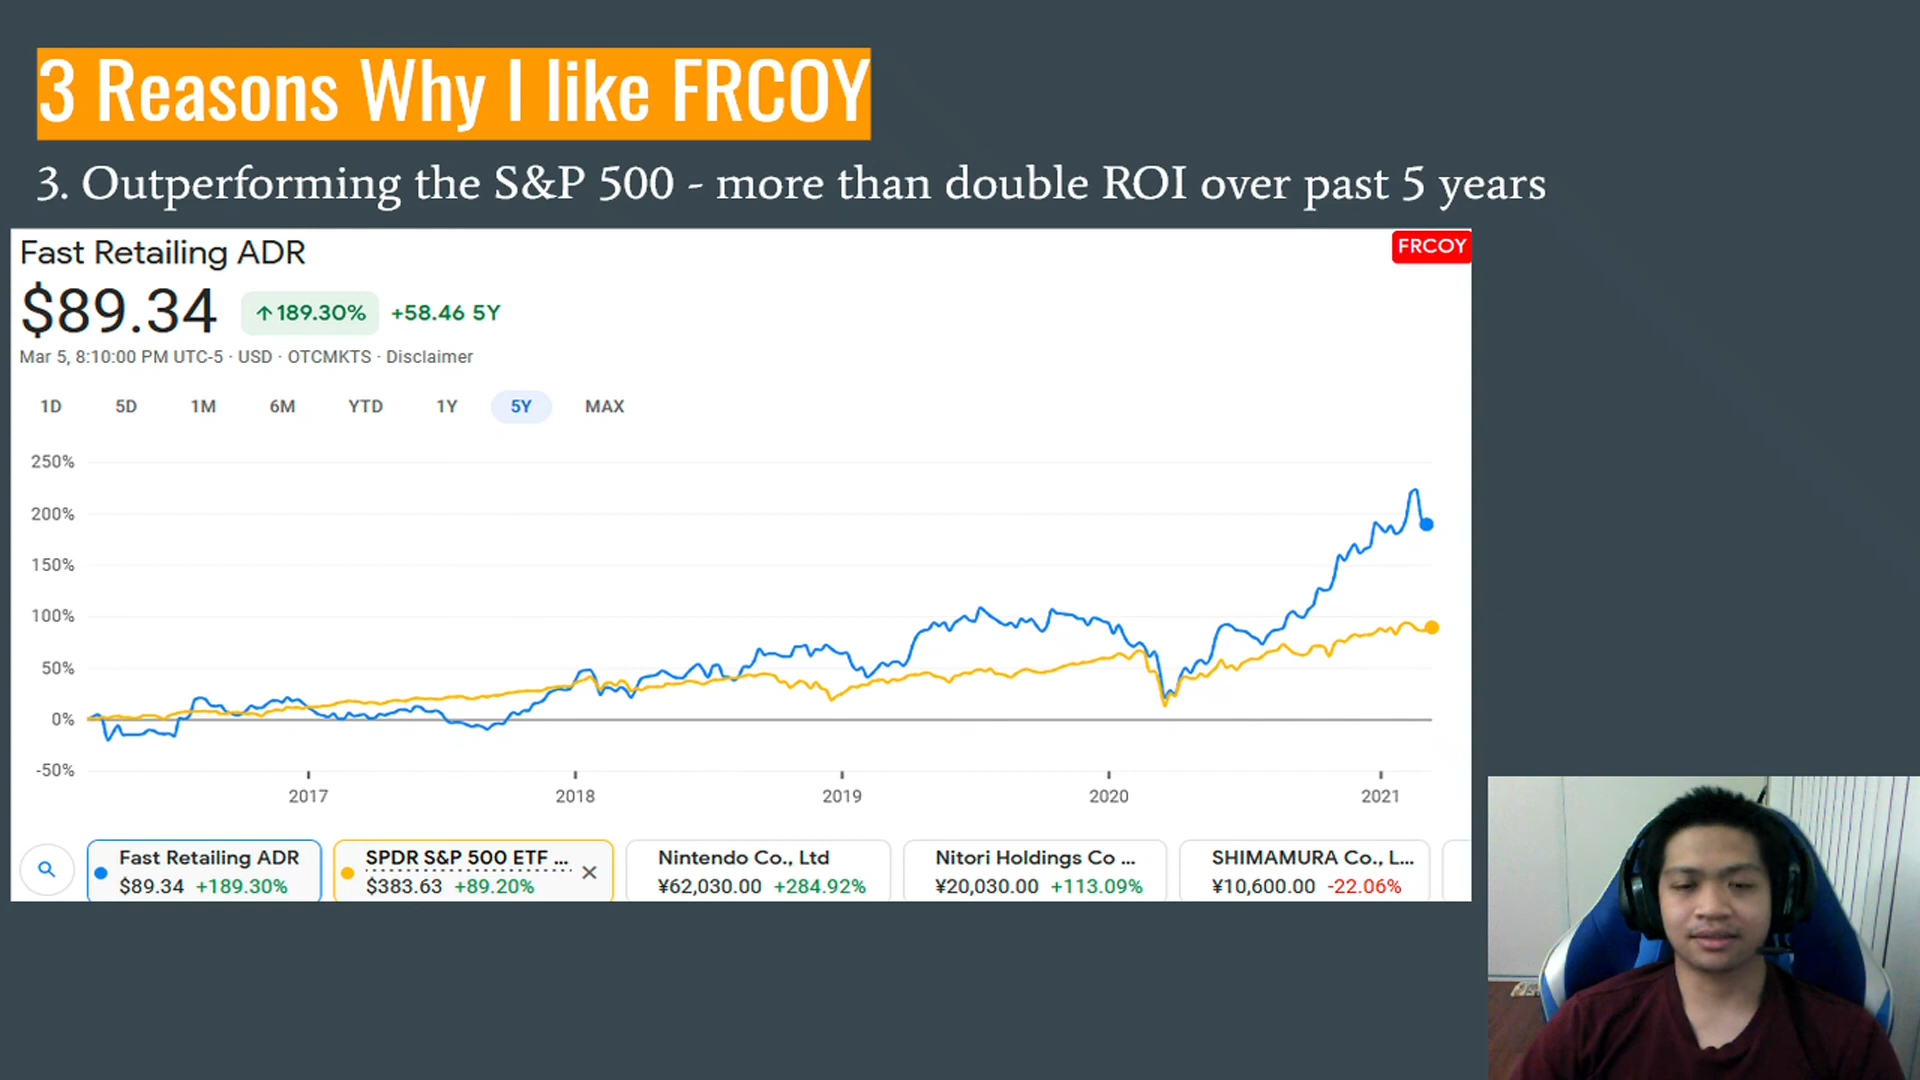 3 Reasons Why I like FRCOY
3. Outperforming the S&P 500 - more than double ROI over past 5 years
Fast Retailing ADR
FRCOY
$89.34 ↑189.30% +58.46 5Y
Mar 5, 8:10:00 PM UTC-5 · USD · OTCMKTS · Disclaimer
1D 5D 1M 6M YTD 1Y 5Y MAX
250%
200%
150%
100%
50%
0%
-50%
2017 2018 2019 2020 2021
Fast Retailing ADR
$89.34 +189.30%
SPDR S&P 500 ETF ...
$383.63 +89.20%
Nintendo Co., Ltd
¥62,030.00 +284.92%
Nitori Holdings Co ...
¥20,030.00 +113.09%
SHIMAMURA Co., L...
¥10,600.00 -22.06%